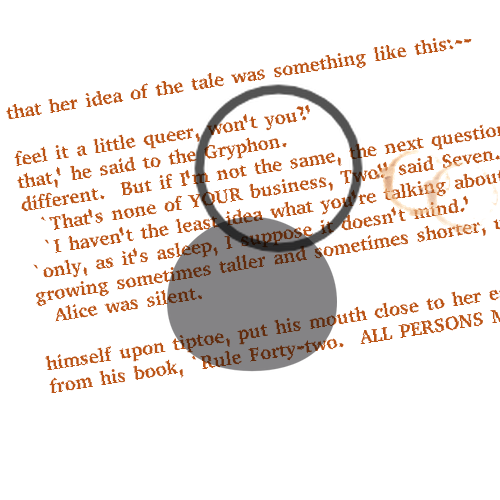 that her idea of the tale was something like this:--
feel it a little queer, won't you?'
that,' he said to the Gryphon.
different.  But if I'm not the same, the next question
`That's none of YOUR business, Two!' said Seven.
`I haven't the least idea what you're talking about
`only, as it's asleep, I suppose it doesn't mind.'
growing sometimes taller and sometimes shorter,
Alice was silent.
himself upon tiptoe, put his mouth close to her
from his book, `Rule Forty-two.  ALL PERSONS